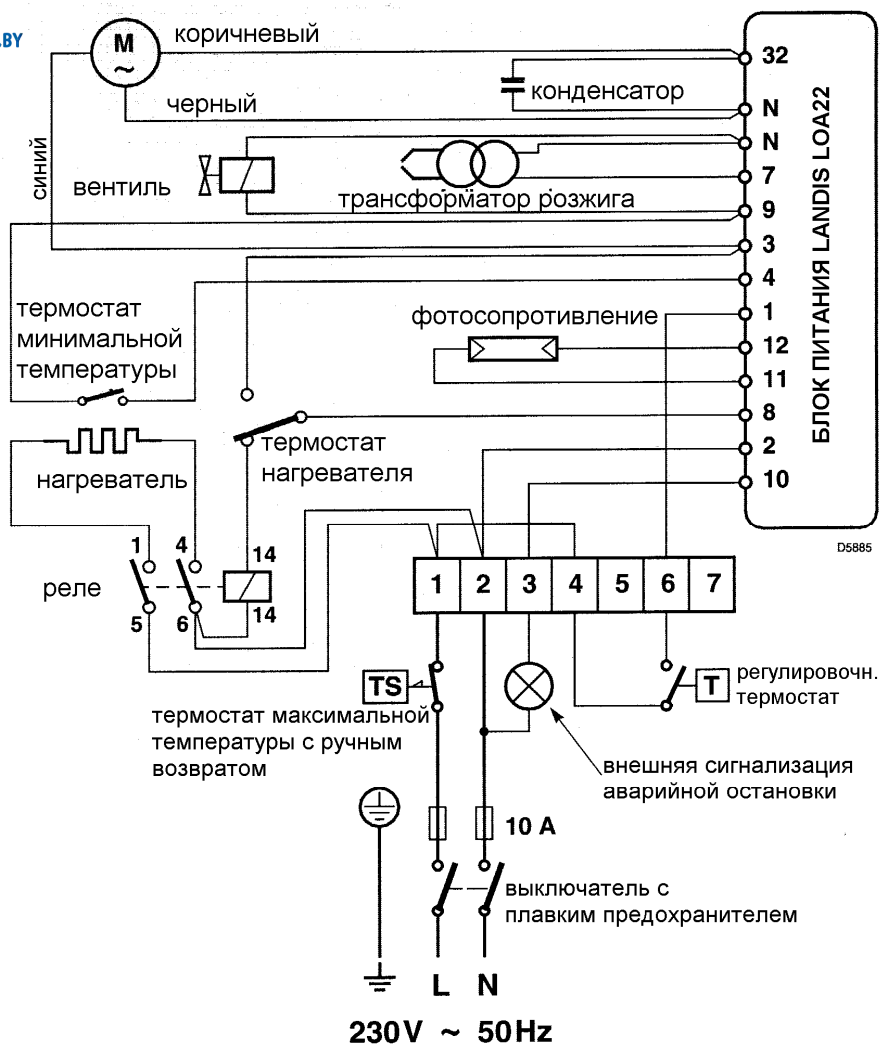 .BY
M
~
коричневый
черный
синий
вентиль
конденсатор
трансформатор розжига
32
N
N
7
9
3
4
1
12
11
8
2
10
БЛОК ПИТАНИЯ LANDIS LOA22
D5885
термостат
минимальной
температуры
фотосопротивление
термостат
нагревателя
нагреватель
реле
1
4
14
5
6
14
1
2
3
4
5
6
7
TS
термостат максимальной
температуры с ручным
возвратом
T
регулировочн.
термостат
внешняя сигнализация
аварийной остановки
10 A
выключатель с
плавким предохранителем
L
N
230V ~ 50Hz